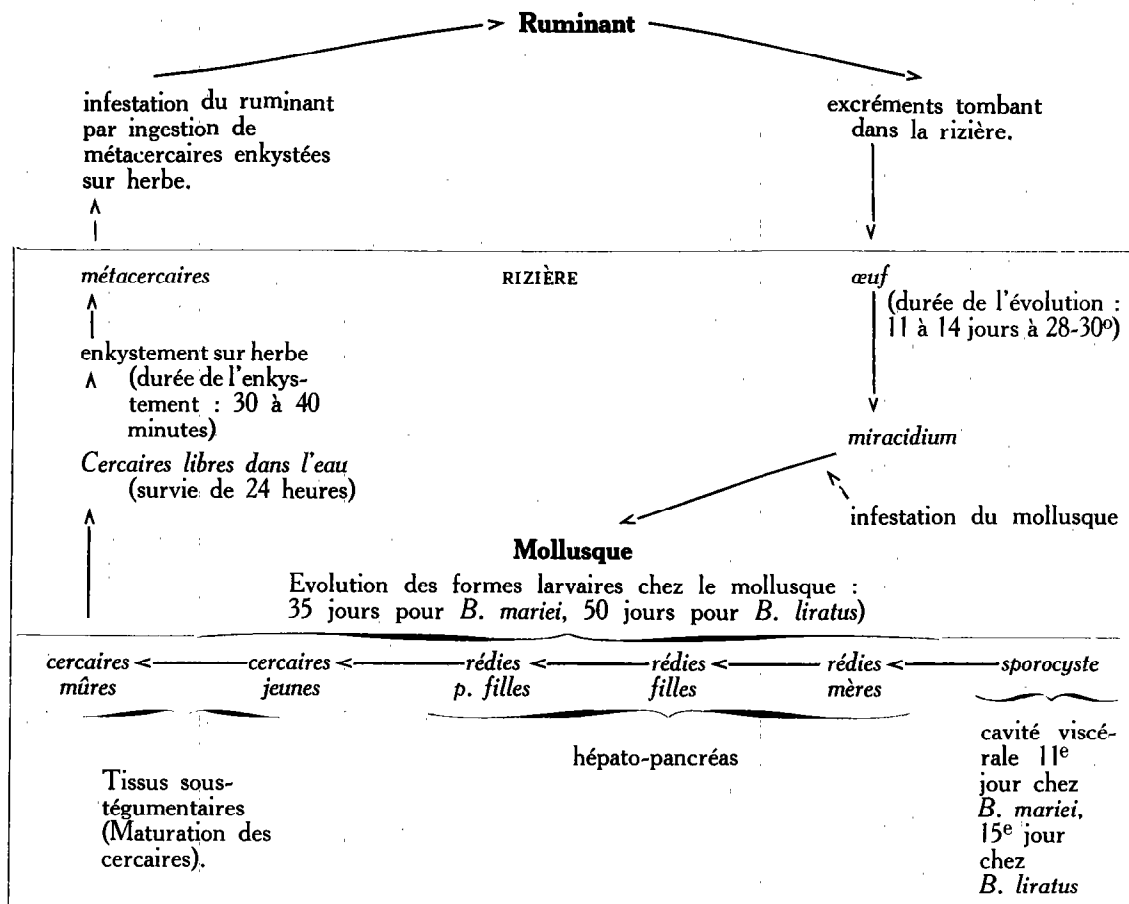 Ruminant
infestation du ruminant
par ingestion de
métacercaires enkystées
sur herbe.
excréments tombant
dans la rizière.
métacercaires
RIZIÈRE
œuf
(durée de l'évolution :
11 à 14 jours à 28-30º)
enkystement sur herbe
(durée de l'enkys-
tement : 30 à 40
minutes)
miracidium
Cercaires libres dans l'eau
(survie de 24 heures)
infestation du mollusque
Mollusque
Evolution des formes larvaires chez le mollusque :
35 jours pour B. mariei, 50 jours pour B. liratus)
cercaires cercaires rédies rédies rédies sporocyste
mûres jeunes p. filles filles mères
hépato-pancréas
Tissus sous-
tégumentaires
(Maturation des
cercaires).
cavité viscé-
rale 11e
jour chez
B. mariei,
15e jour
chez
B. liratus